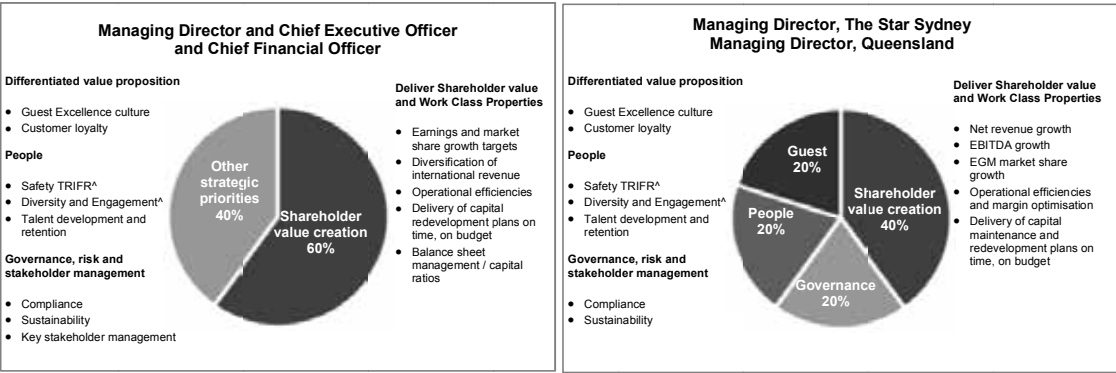 Managing Director and Chief Executive Officer
and Chief Financial Officer
Differentiated value proposition
• Guest Excellence culture
• Customer loyalty
People
• Safety TRIFR^
• Diversity and Engagement^
• Talent development and
retention
Governance, risk and
stakeholder management
• Compliance
• Sustainability
• Key stakeholder management
Other
strategic
priorities
40%
Shareholder
value creation
60%
Deliver Shareholder value
and Work Class Properties
• Earnings and market
share growth targets
• Diversification of
international revenue
• Operational efficiencies
• Delivery of capital
redevelopment plans on
time, on budget
• Balance sheet
management / capital
ratios
Managing Director, The Star Sydney
Managing Director, Queensland
Differentiated value proposition
• Guest Excellence culture
• Customer loyalty
People
• Safety TRIFR^
• Diversity and Engagement^
• Talent development and
retention
Governance, risk and
stakeholder management
• Compliance
• Sustainability
Guest
20%
People
20%
Governance
20%
Shareholder
value creation
40%
Deliver Shareholder value
and Work Class Properties
• Net revenue growth
• EBITDA growth
• EGM market share
growth
• Operational efficiencies
and margin optimisation
• Delivery of capital
maintenance and
redevelopment plans on
time, on budget